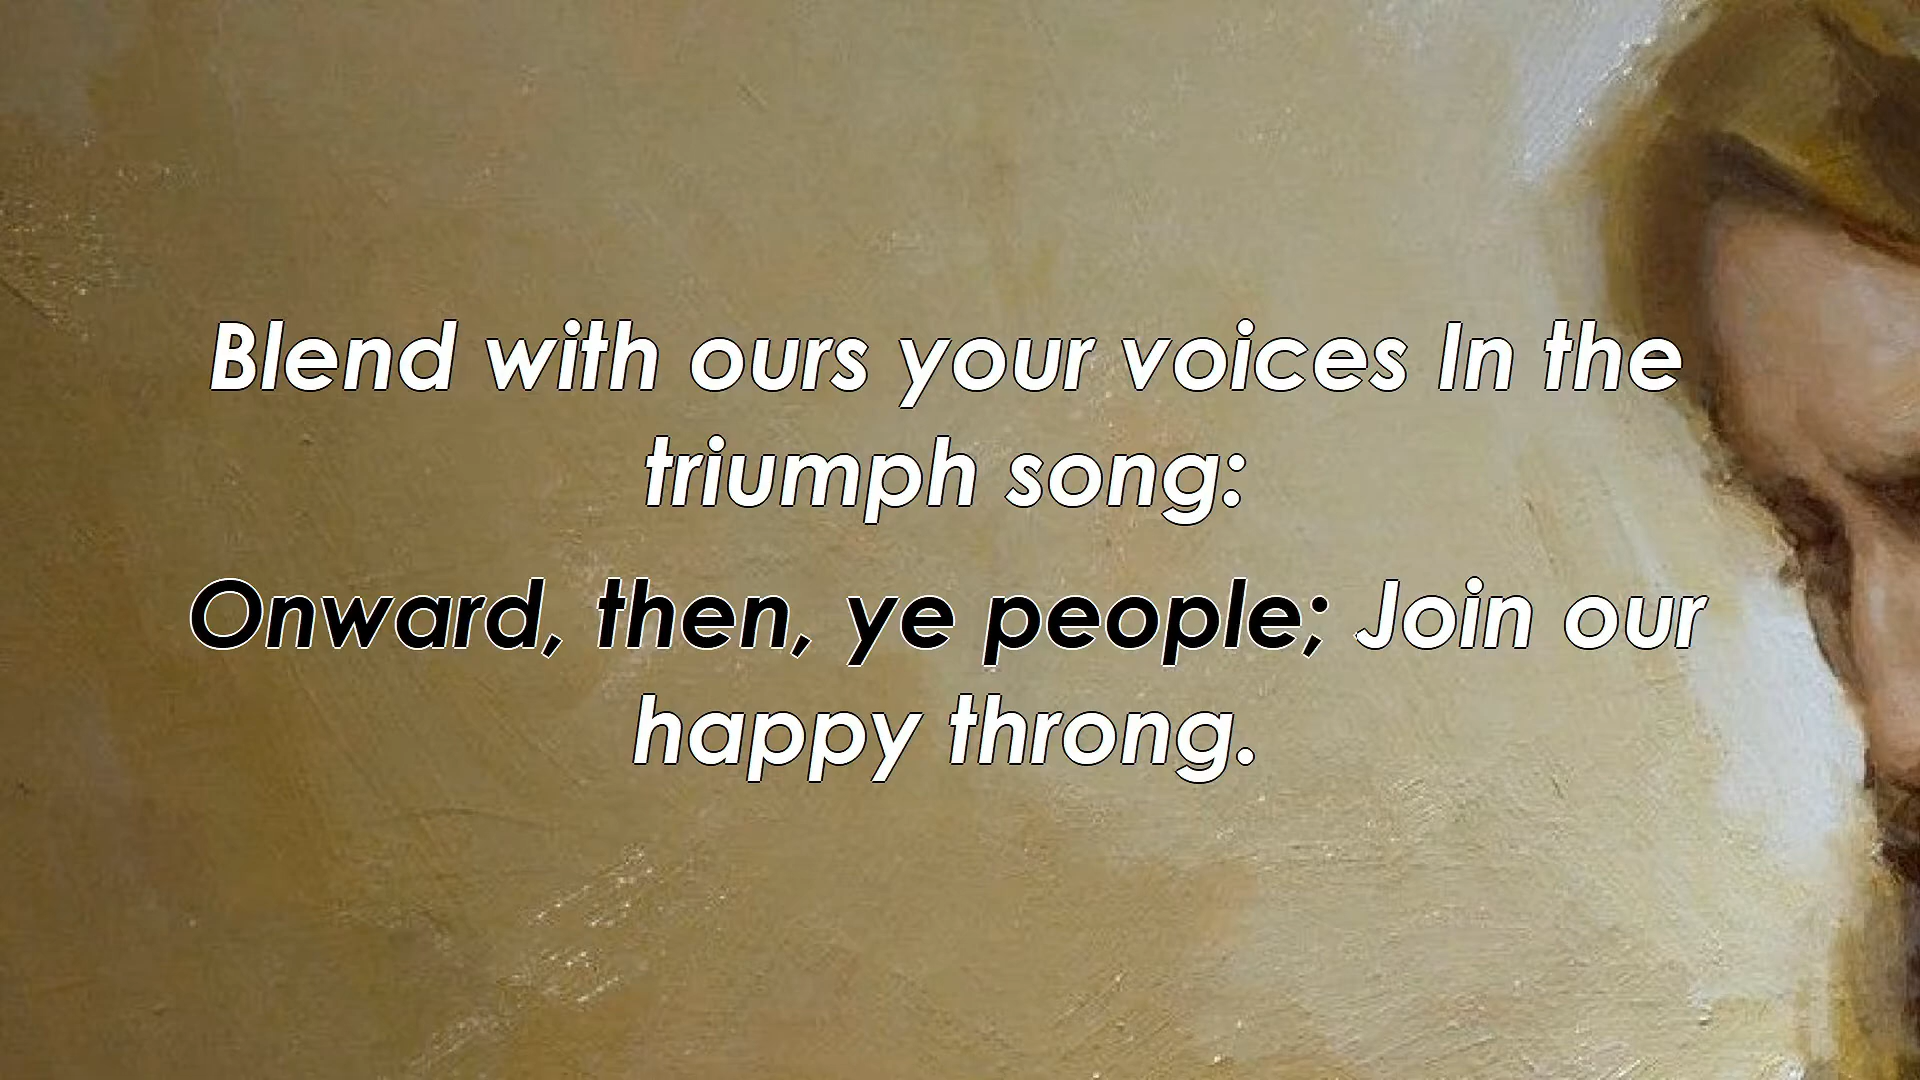 Blend with ours your voices In the
triumph song:
Onward, then, ye people; Join our
happy throng.